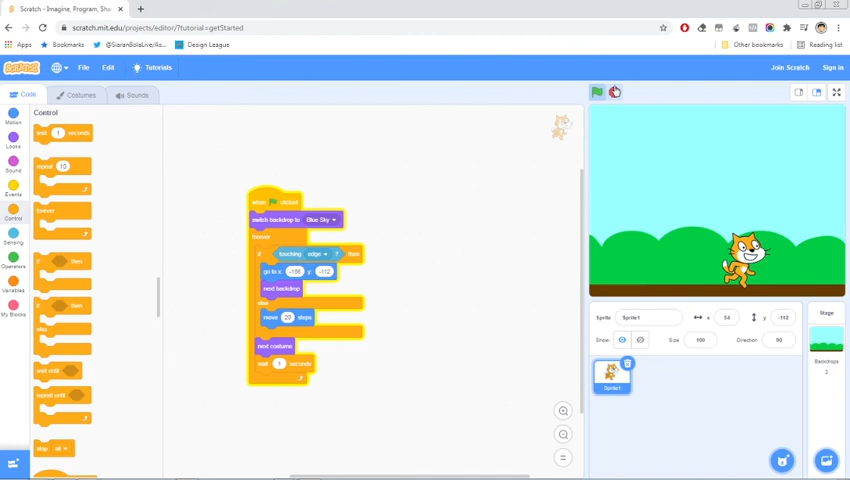 Scratch - Imagine, Program, Sha
scratch.mit.edu/projects/editor/?tutorial=getStarted
Apps Bookmarks @SiaranBolaLive/As... Design League Other bookmarks Reading list
SCRATCH File Edit Tutorials Join Scratch Sign in
Code Costumes Sounds
Motion
Looks
Sound
Events
Control
Sensing
Operators
Variables
My Blocks
Control
wait 1 seconds
repeat 10
forever
if then
if then
else
wait until
repeat until
stop all
when clicked
switch backdrop to Blue Sky
forever
if touching edge ? then
go to x: -186 y: -112
next backdrop
else
move 20 steps
next costume
wait 1 seconds
Sprite Sprite1 x 54 y -112
Show Size 100 Direction 90
Sprite1
Stage
Backdrops
2